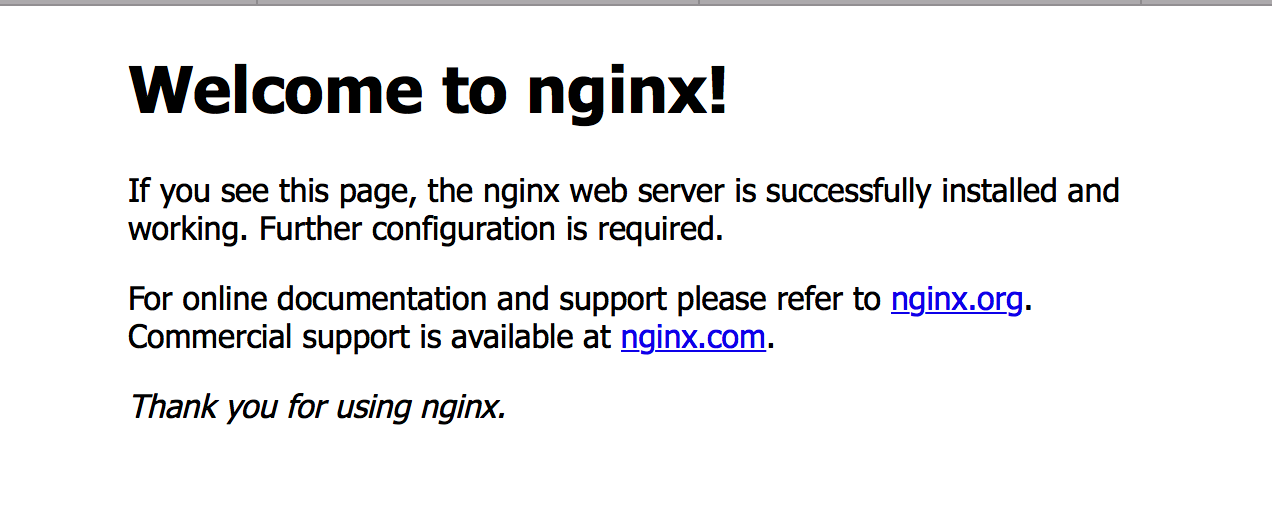 Welcome to nginx!
If you see this page, the nginx web server is successfully installed and
working. Further configuration is required.
For online documentation and support please refer to nginx.org.
Commercial support is available at nginx.com.
Thank you for using nginx.